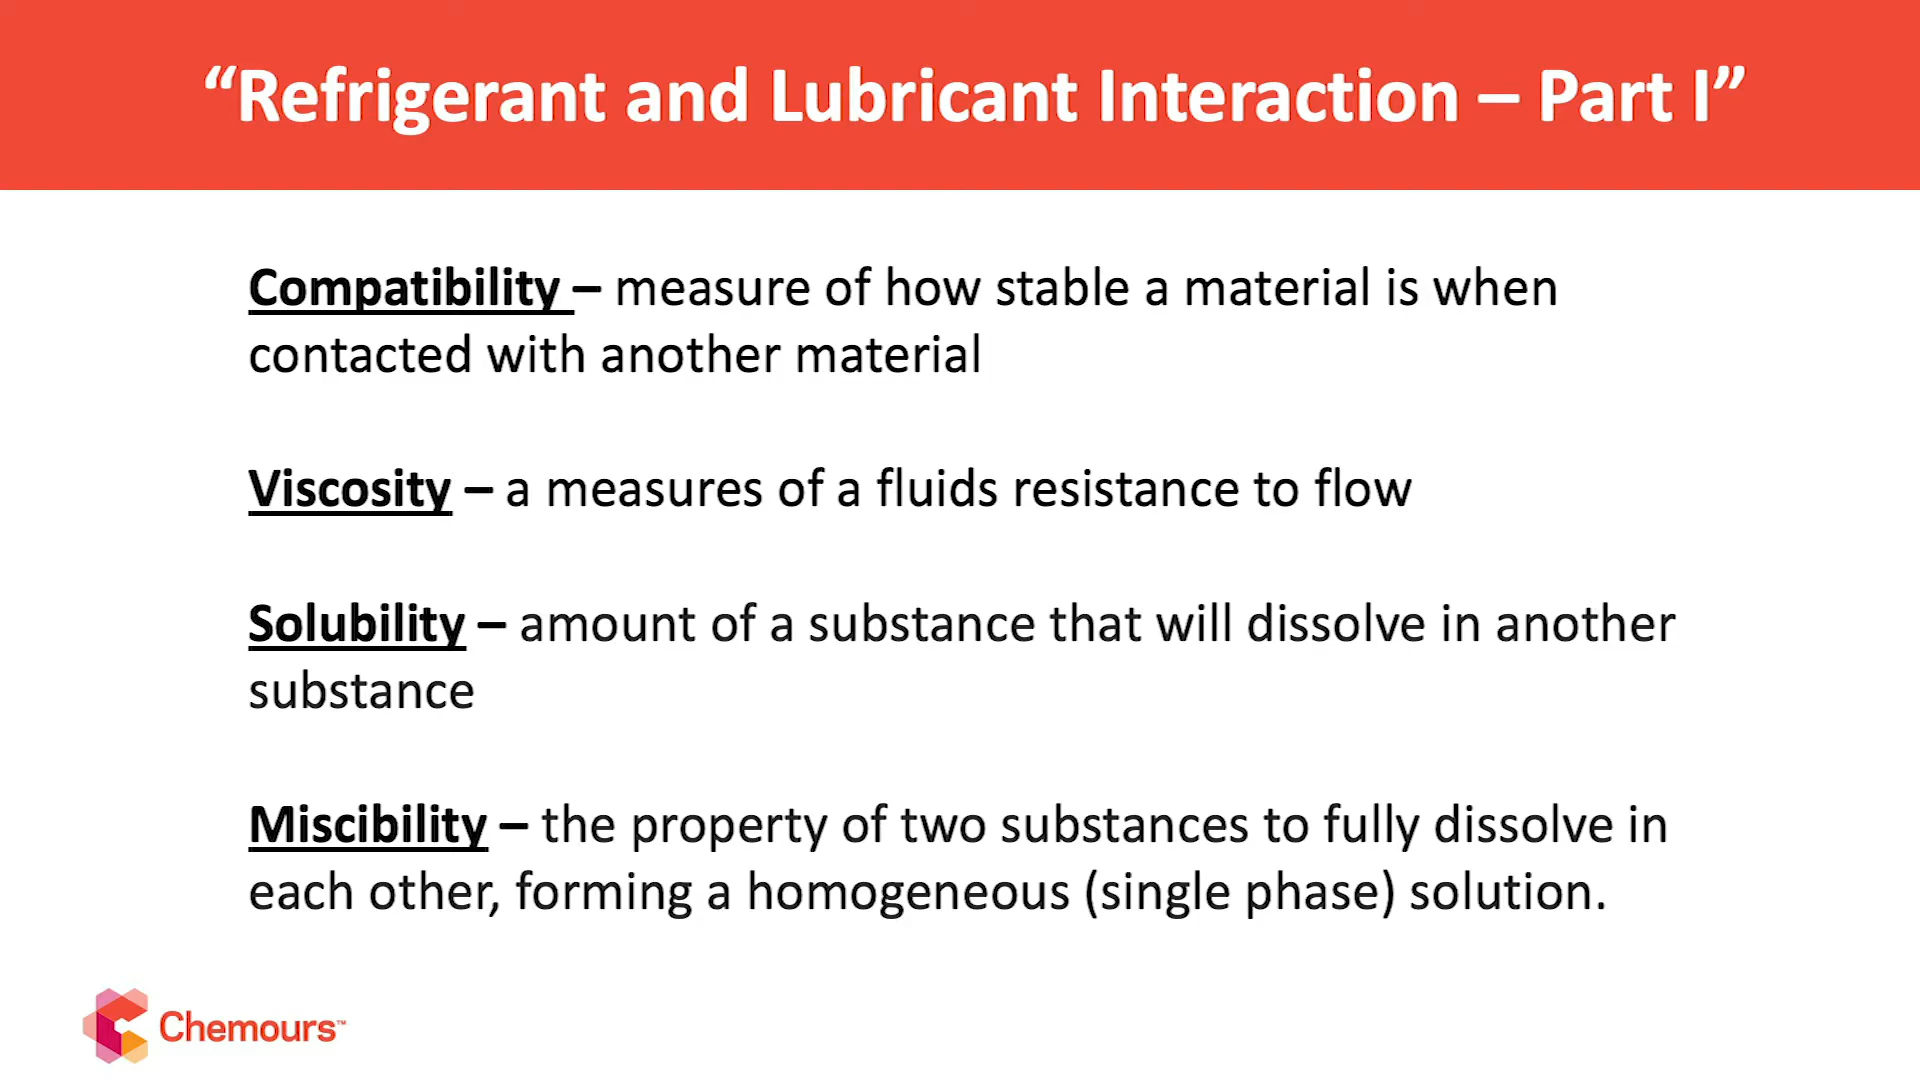 “Refrigerant and Lubricant Interaction – Part I”
Compatibility – measure of how stable a material is when
contacted with another material
Viscosity – a measures of a fluids resistance to flow
Solubility – amount of a substance that will dissolve in another
substance
Miscibility – the property of two substances to fully dissolve in
each other, forming a homogeneous (single phase) solution.
Chemours™